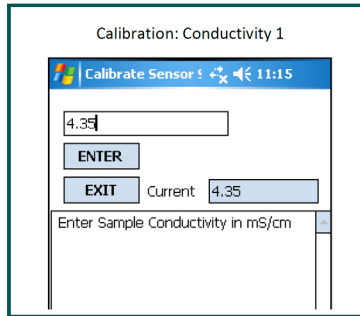 Calibration: Conductivity 1
Calibrate Sensor S 11:15
4.35
ENTER
EXIT Current 4.35
Enter Sample Conductivity in mS/cm